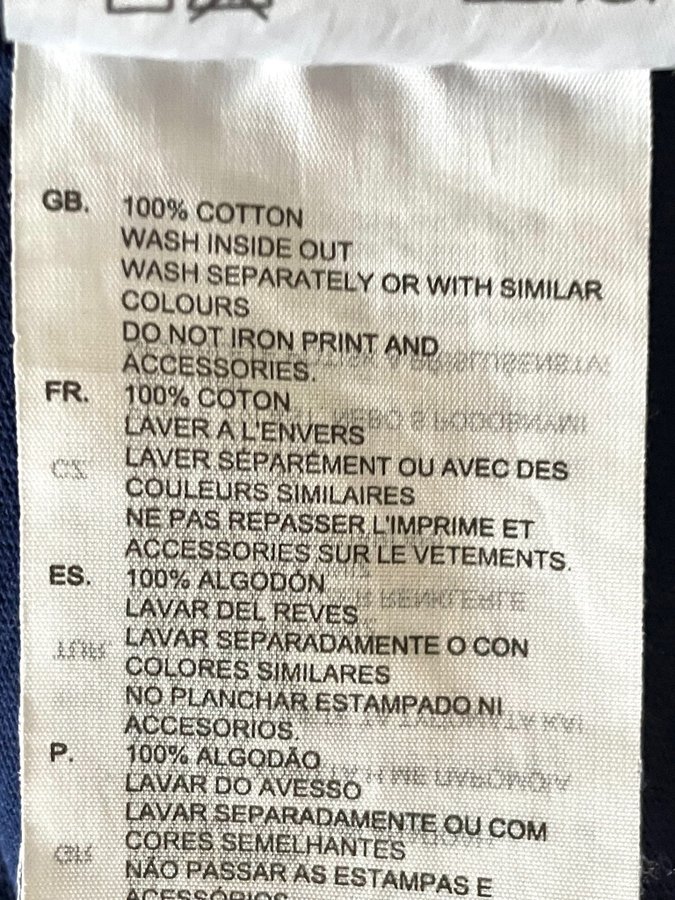 GB. 100% COTTON
WASH INSIDE OUT
WASH SEPARATELY OR WITH SIMILAR
COLOURS
DO NOT IRON PRINT AND
ACCESSORIES.
FR. 100% COTON
LAVER A L'ENVERS
LAVER SÉPARÉMENT OU AVEC DES
COULEURS SIMILAIRES
NE PAS REPASSER L'IMPRIME ET
ACCESSORIES SUR LE VETEMENTS.
ES. 100% ALGODÓN
LAVAR DEL REVES
LAVAR SEPARADAMENTE O CON
COLORES SIMILARES
NO PLANCHAR ESTAMPADO NI
ACCESORIOS.
P. 100% ALGODÃO
LAVAR DO AVESSO
LAVAR SEPARADAMENTE OU COM
CORES SEMELHANTES
NÃO PASSAR AS ESTAMPAS E
ACESSÓRIOS